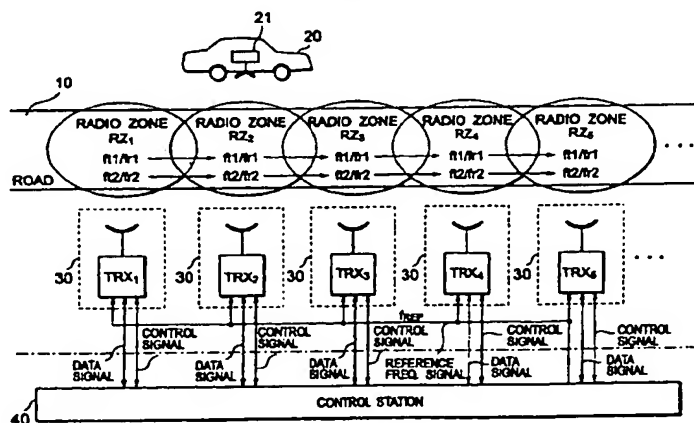 21
20
10
RADIO ZONE RADIO ZONE RADIO ZONE RADIO ZONE RADIO ZONE
RZ1 RZ2 RZ3 RZ4 RZ5
ft1/fr1 ft1/fr1 ft1/fr1 ft1/fr1 ft1/fr1
ft2/fr2 ft2/fr2 ft2/fr2 ft2/fr2 ft2/fr2
ROAD
30 30 30 30 30
TRX1 TRX2 TRX3 TRX4 TRX5
fREF
CONTROL SIGNAL CONTROL SIGNAL CONTROL SIGNAL CONTROL SIGNAL CONTROL SIGNAL
DATA SIGNAL DATA SIGNAL DATA SIGNAL REFERENCE FREQ. SIGNAL DATA SIGNAL DATA SIGNAL
CONTROL STATION
40